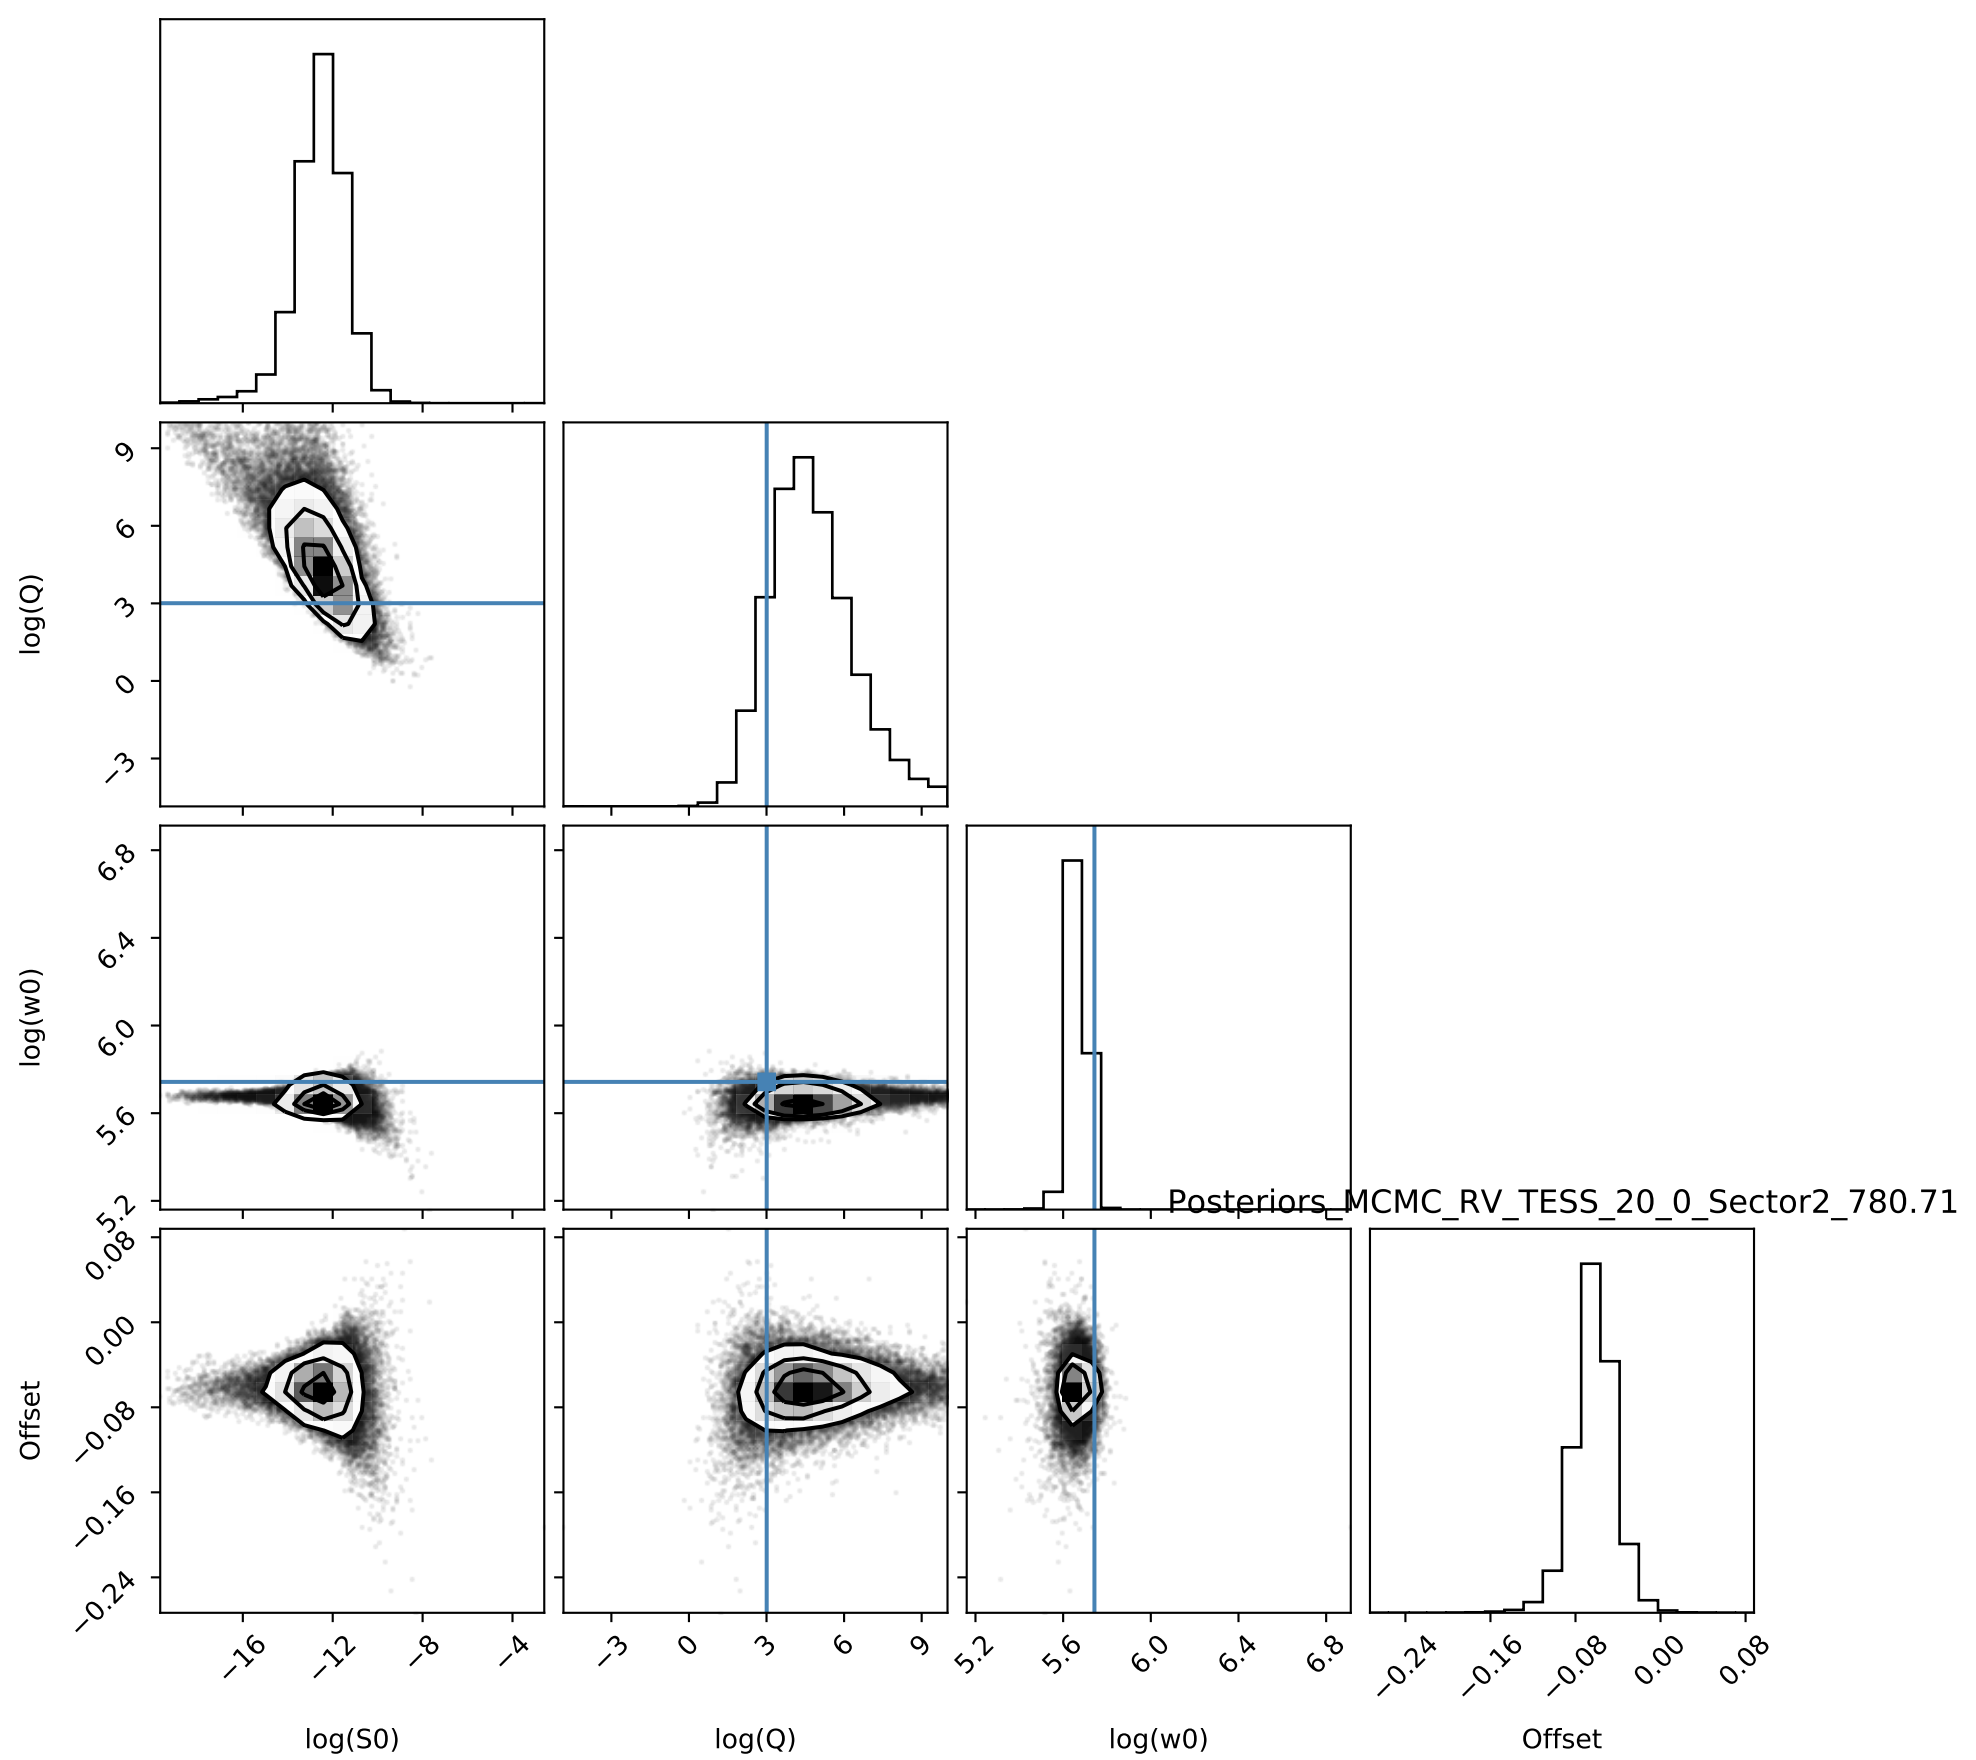 9
6
3
0
−3
log(Q)
6.8
6.4
6.0
5.6
5.2
log(w0)
Posteriors_MCMC_RV_TESS_20_0_Sector2_780.71
0.08
0.00
−0.08
−0.16
−0.24
Offset
−16 −12 −8 −4 −3 0 3 6 9 5.2 5.6 6.0 6.4 6.8 −0.24 −0.16 −0.08 0.00 0.08
log(S0) log(Q) log(w0) Offset